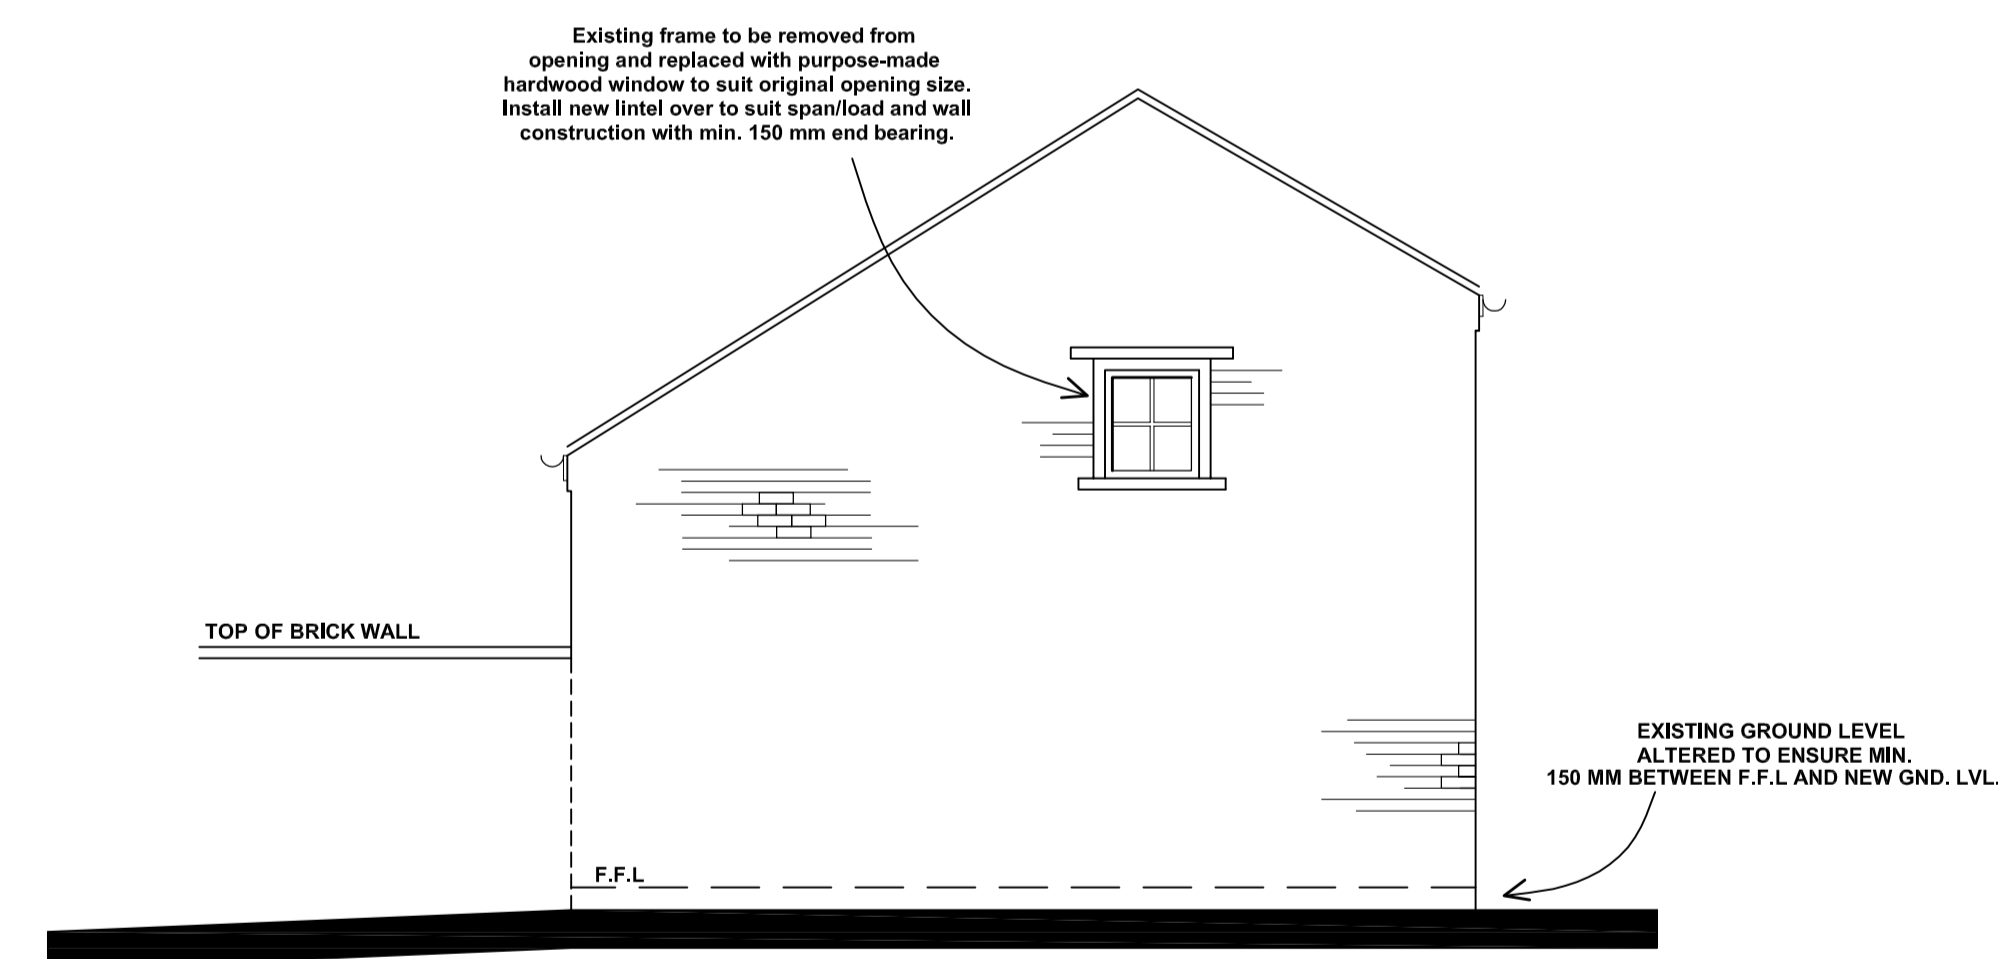 Existing frame to be removed from
opening and replaced with purpose-made
hardwood window to suit original opening size.
Install new lintel over to suit span/load and wall
construction with min. 150 mm end bearing.
TOP OF BRICK WALL
EXISTING GROUND LEVEL
ALTERED TO ENSURE MIN.
150 MM BETWEEN F.F.L AND NEW GND. LVL.
F.F.L